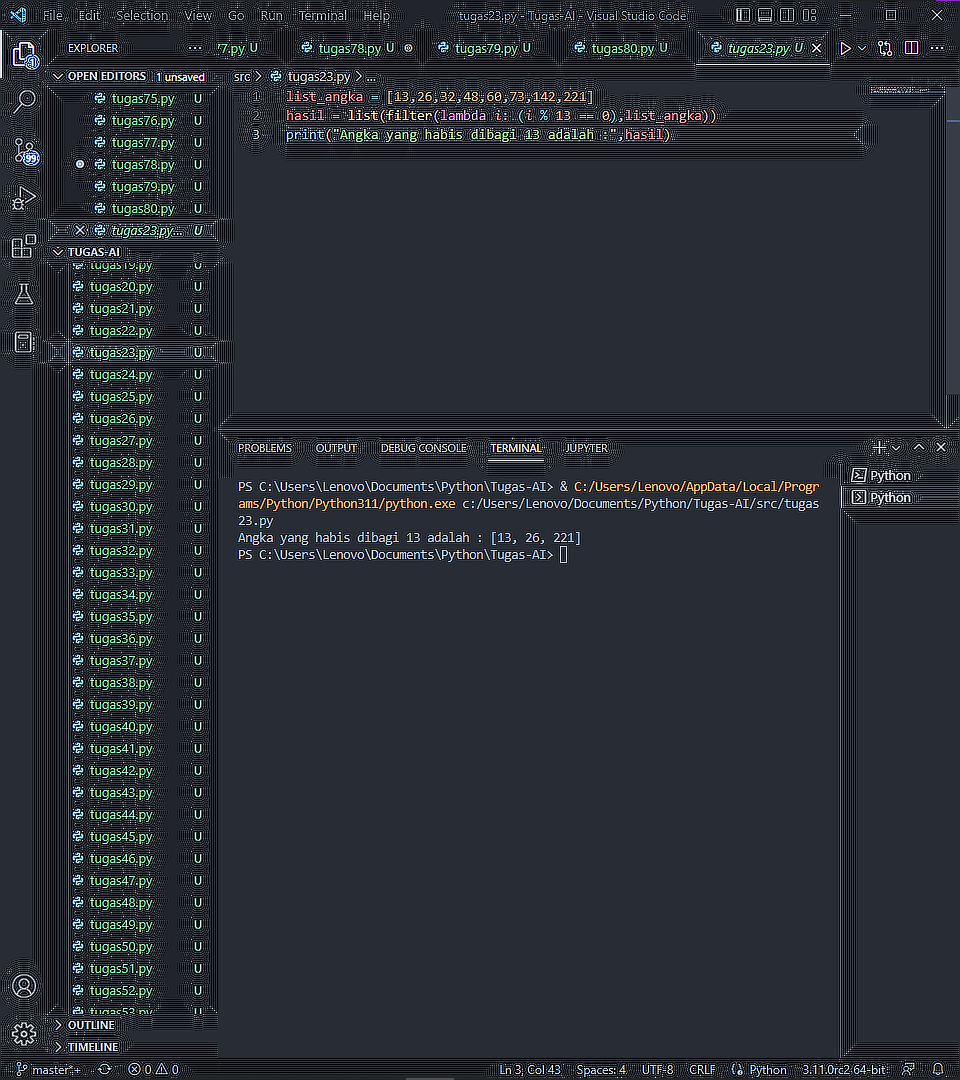 File Edit Selection View Go Run Terminal Help tugas23.py - Tugas-AI - Visual Studio Code
EXPLORER ... 77.py U tugas78.py U tugas79.py U tugas80.py U tugas23.py U
OPEN EDITORS 1 unsaved
tugas75.py U
tugas76.py U
tugas77.py U
tugas78.py U
tugas79.py U
tugas80.py U
tugas23.py... U
TUGAS-AI
tugas19.py U
tugas20.py U
tugas21.py U
tugas22.py U
tugas23.py U
tugas24.py U
tugas25.py U
tugas26.py U
tugas27.py U
tugas28.py U
tugas29.py U
tugas30.py U
tugas31.py U
tugas32.py U
tugas33.py U
tugas34.py U
tugas35.py U
tugas36.py U
tugas37.py U
tugas38.py U
tugas39.py U
tugas40.py U
tugas41.py U
tugas42.py U
tugas43.py U
tugas44.py U
tugas45.py U
tugas46.py U
tugas47.py U
tugas48.py U
tugas49.py U
tugas50.py U
tugas51.py U
tugas52.py U
tugas53.py U
OUTLINE
TIMELINE
1
99
src > tugas23.py > ...
1 list_angka = [13,26,32,48,60,73,142,221]
2 hasil = list(filter(lambda i: (i % 13 == 0),list_angka))
3 print("Angka yang habis dibagi 13 adalah :",hasil)
PROBLEMS OUTPUT DEBUG CONSOLE TERMINAL JUPYTER
PS C:\Users\Lenovo\Documents\Python\Tugas-AI> & C:/Users/Lenovo/AppData/Local/Progr
ams/Python/Python311/python.exe c:/Users/Lenovo/Documents/Python/Tugas-AI/src/tugas
23.py
Angka yang habis dibagi 13 adalah : [13, 26, 221]
PS C:\Users\Lenovo\Documents\Python\Tugas-AI>
Python
Python
master*+ 0 0 Ln 3, Col 43 Spaces: 4 UTF-8 CRLF Python 3.11.0rc2 64-bit